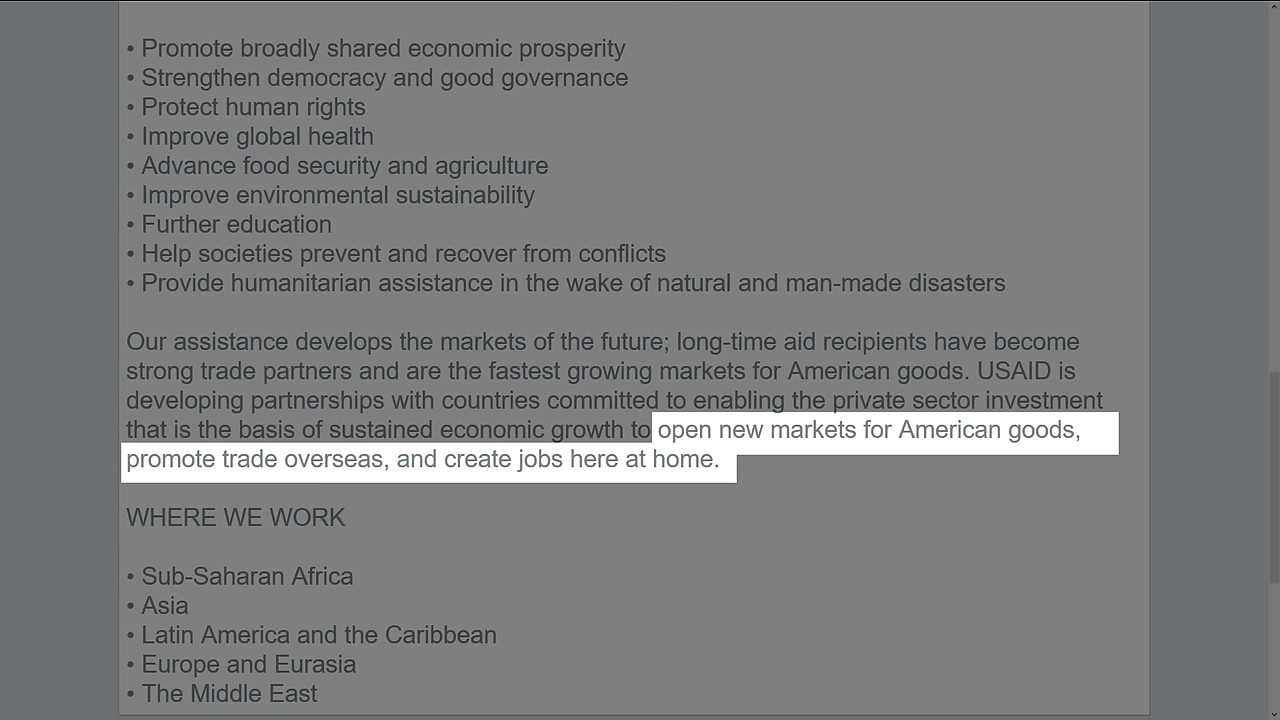 • Promote broadly shared economic prosperity
• Strengthen democracy and good governance
• Protect human rights
• Improve global health
• Advance food security and agriculture
• Improve environmental sustainability
• Further education
• Help societies prevent and recover from conflicts
• Provide humanitarian assistance in the wake of natural and man-made disasters
Our assistance develops the markets of the future; long-time aid recipients have become
strong trade partners and are the fastest growing markets for American goods. USAID is
developing partnerships with countries committed to enabling the private sector investment
that is the basis of sustained economic growth to open new markets for American goods,
promote trade overseas, and create jobs here at home.
WHERE WE WORK
• Sub-Saharan Africa
• Asia
• Latin America and the Caribbean
• Europe and Eurasia
• The Middle East